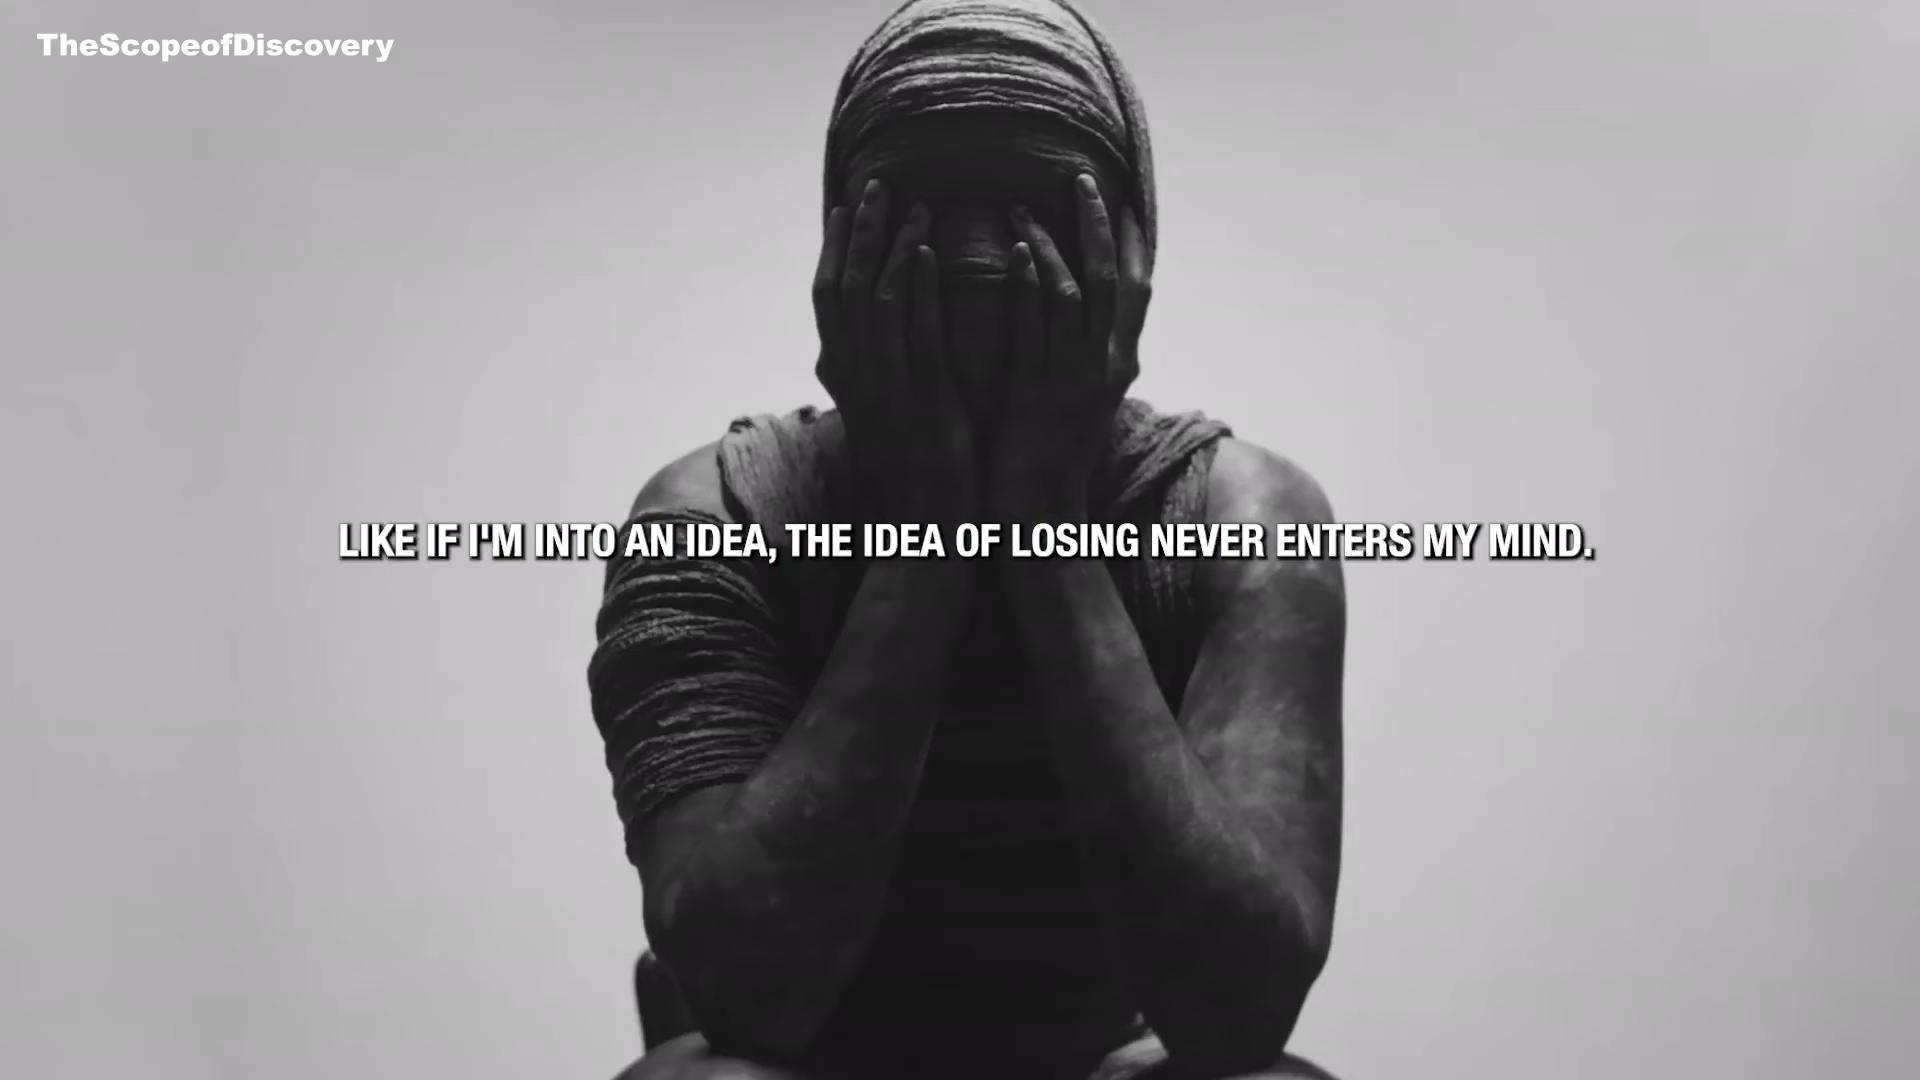 TheScopeofDiscovery
LIKE IF I'M INTO AN IDEA, THE IDEA OF LOSING NEVER ENTERS MY MIND.